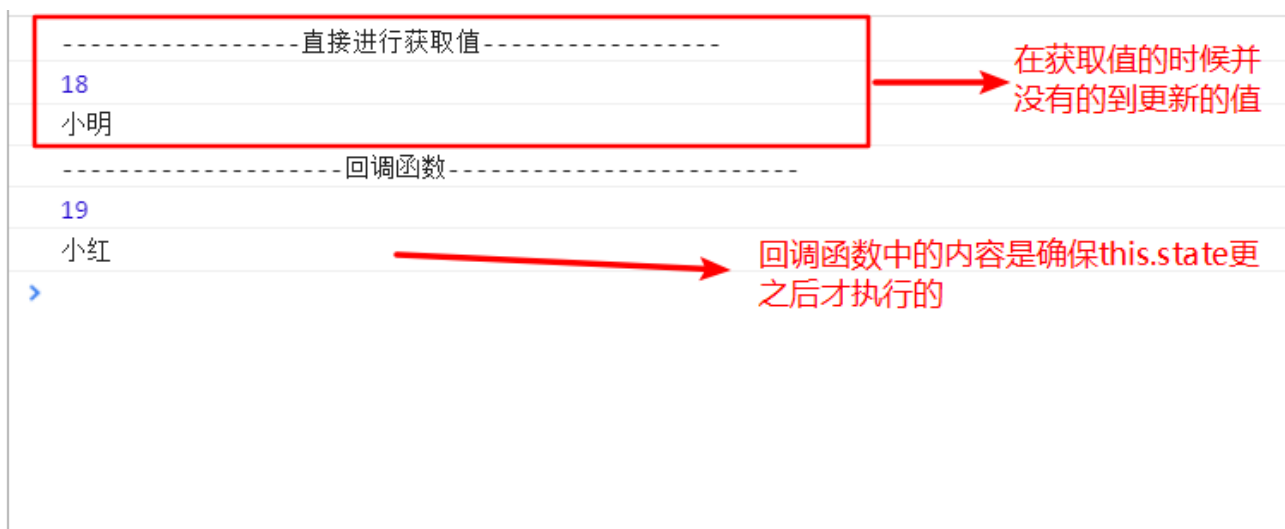 -----------------直接进行获取值-----------------
18
小明
在获取值的时候并
没有的到更新的值
--------------------回调函数-------------------------
19
小红
回调函数中的内容是确保this.state更
之后才执行的
>